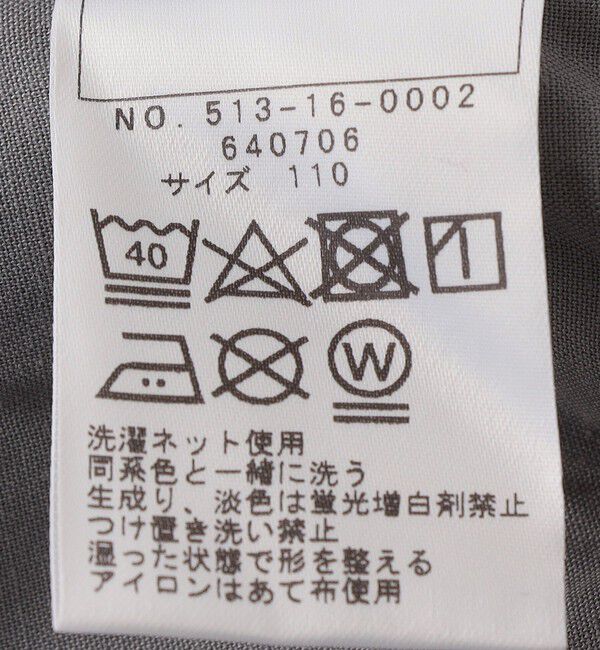 NO. 513-16-0002
640706
サイズ 110
40
W
洗濯ネット使用
同系色と一緒に洗う
生成り、淡色は蛍光増白剤禁止
つけ置き洗い禁止
湿った状態で形を整える
アイロンはあて布使用